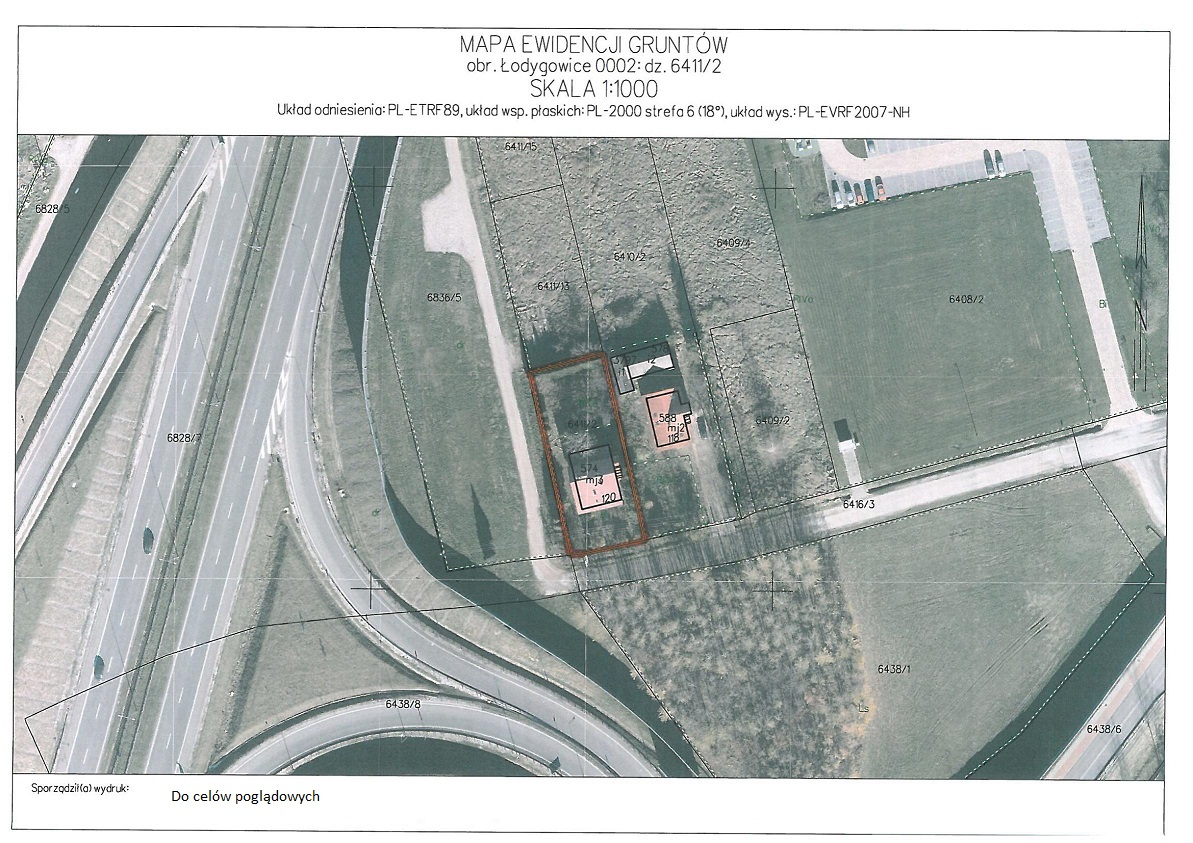 MAPA EWIDENCJI GRUNTÓW
obr. Łodygowice 0002: dz. 6411/2
SKALA 1:1000
Układ odniesienia: PL-ETRF89, układ wsp. płaskich: PL-2000 strefa 6 (18°), układ wys.: PL-EVRF2007-NH
6411/15
6828/5
6409/4
6410/2
6411/13
6836/5
6408/2
Bi
588
mj2
118
6409/2
6828/7
574
120
6416/3
6438/1
Ls
6438/8
6438/6
Sporządził(a) wydruk:
Do celów poglądowych